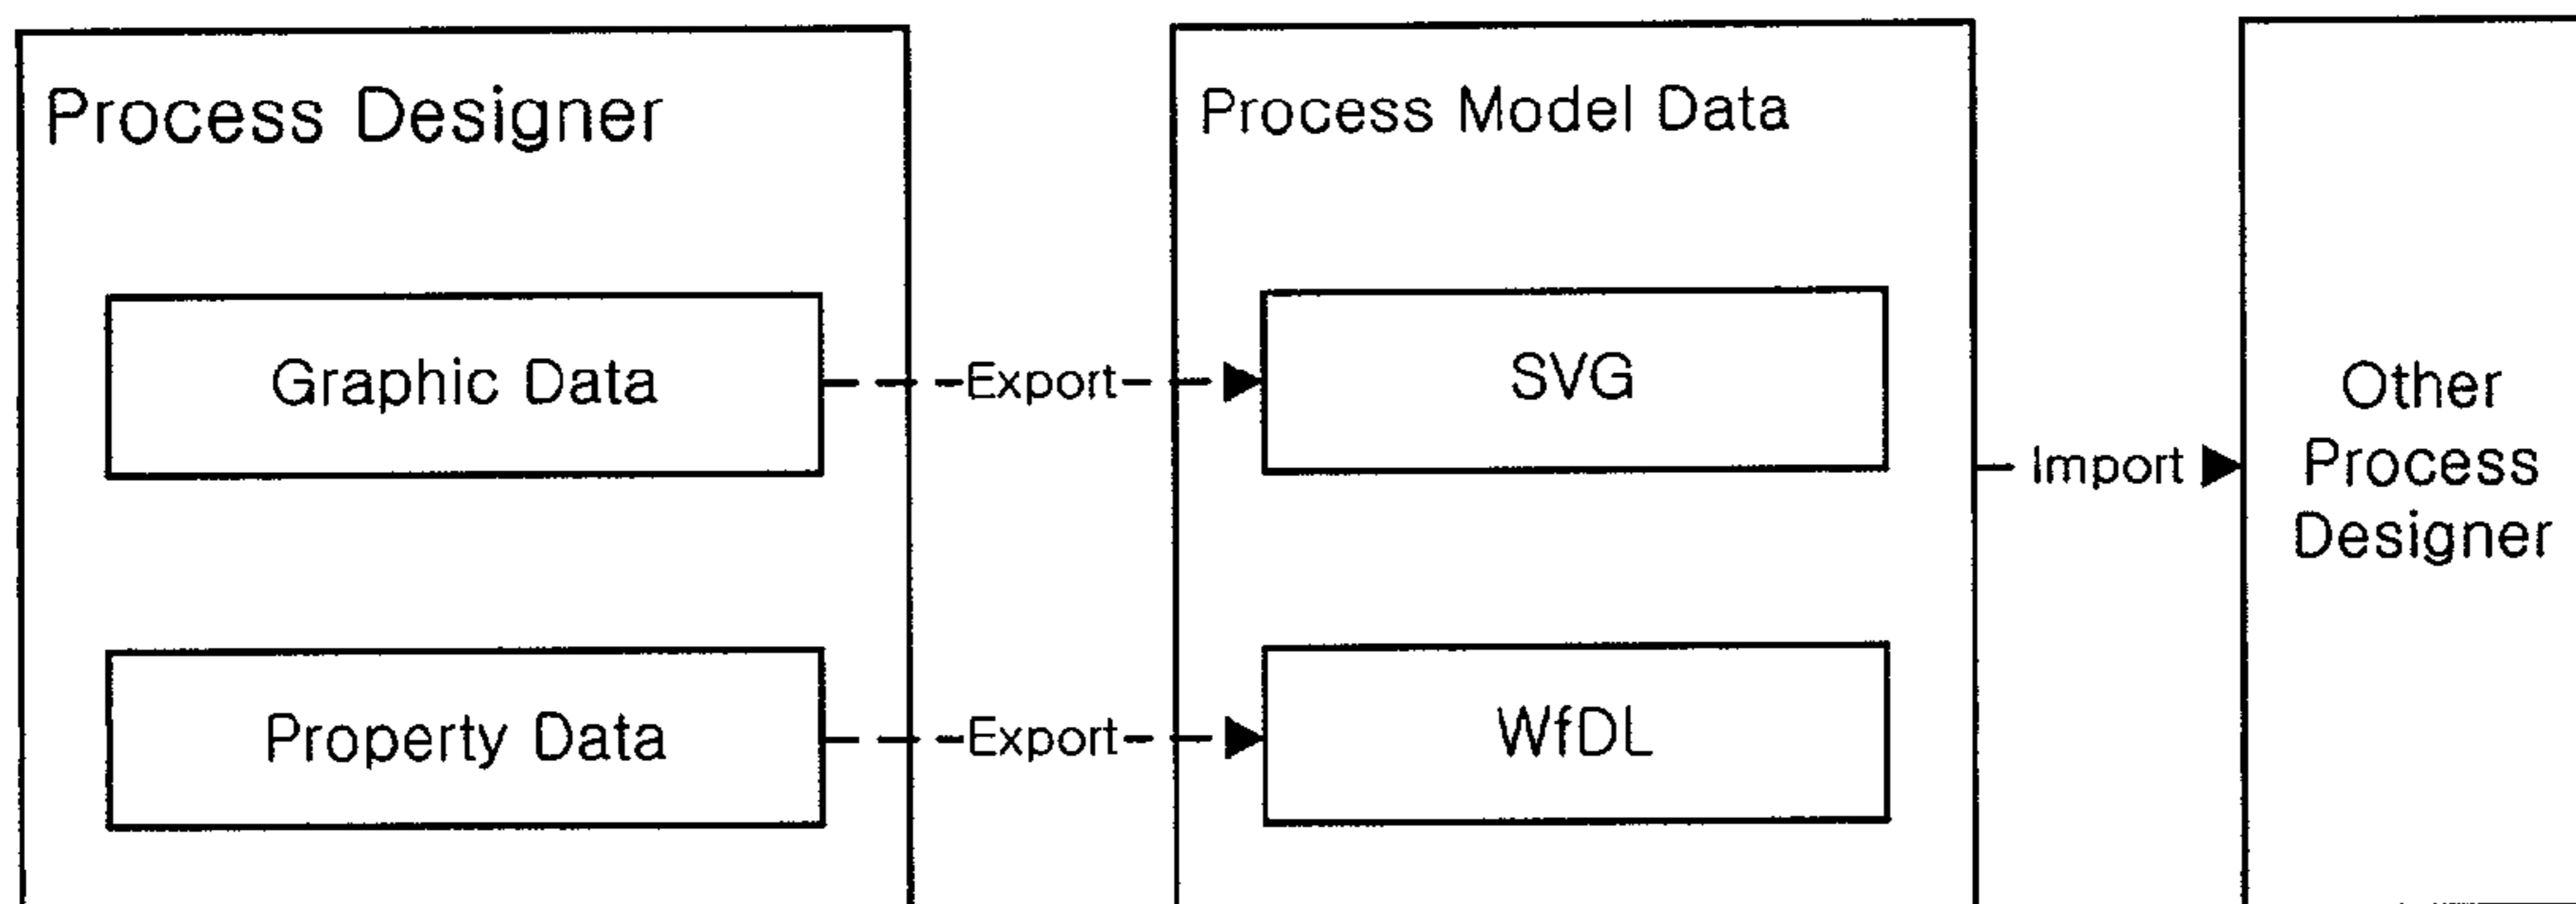 Process Designer
Graphic Data
Property Data
Export
Export
Process Model Data
SVG
WfDL
Import
Other
Process
Designer